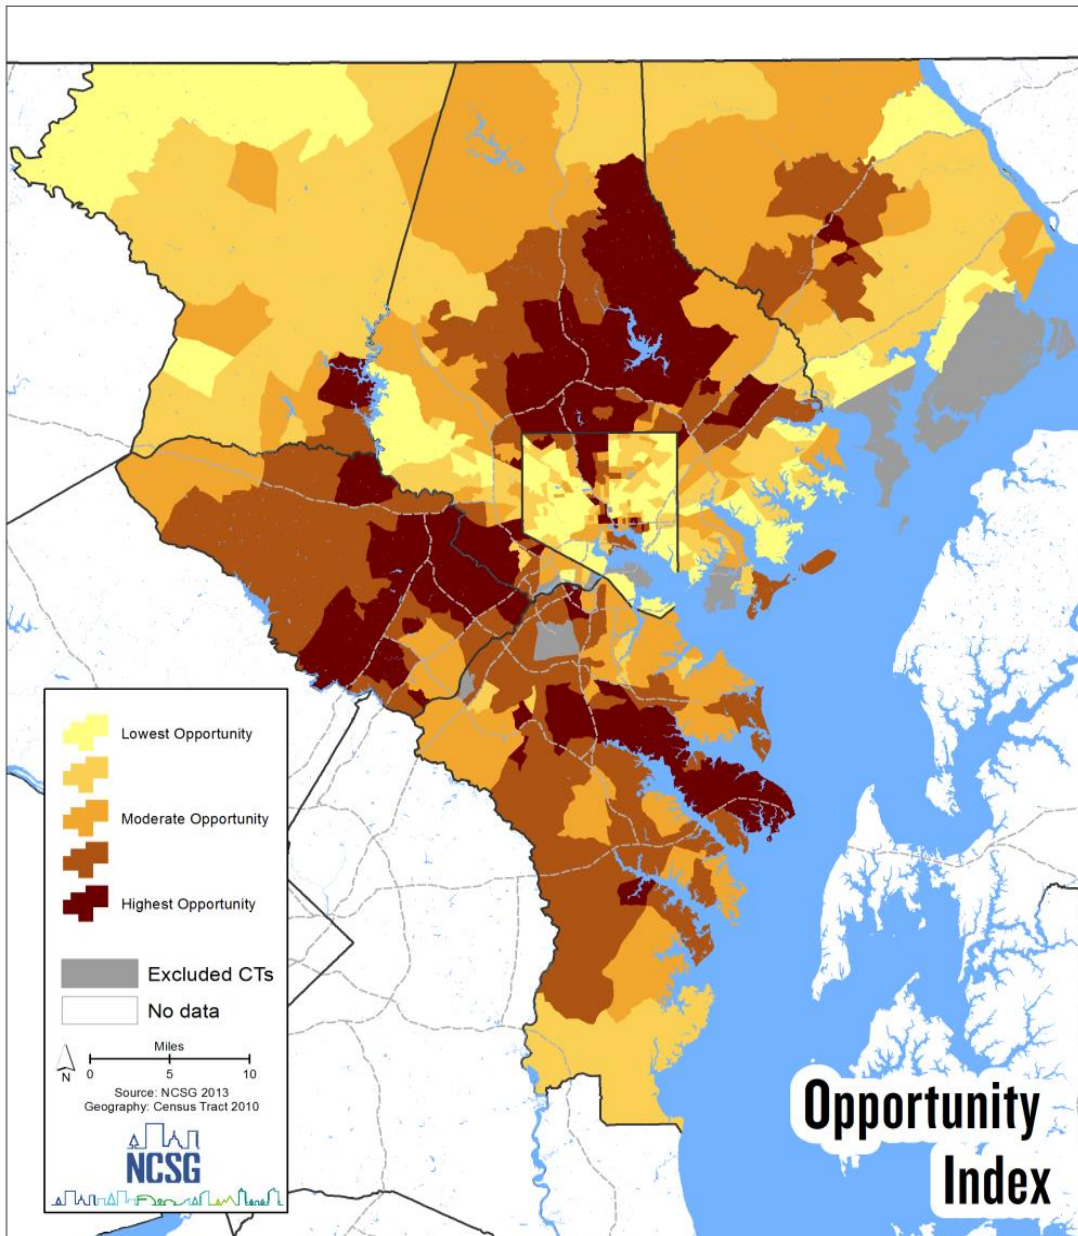 Lowest Opportunity
Moderate Opportunity
Highest Opportunity
Excluded CTs
No data
Miles
N
0 5 10
Source: NCSG 2013
Geography: Census Tract 2010
NCSG
Opportunity
Index